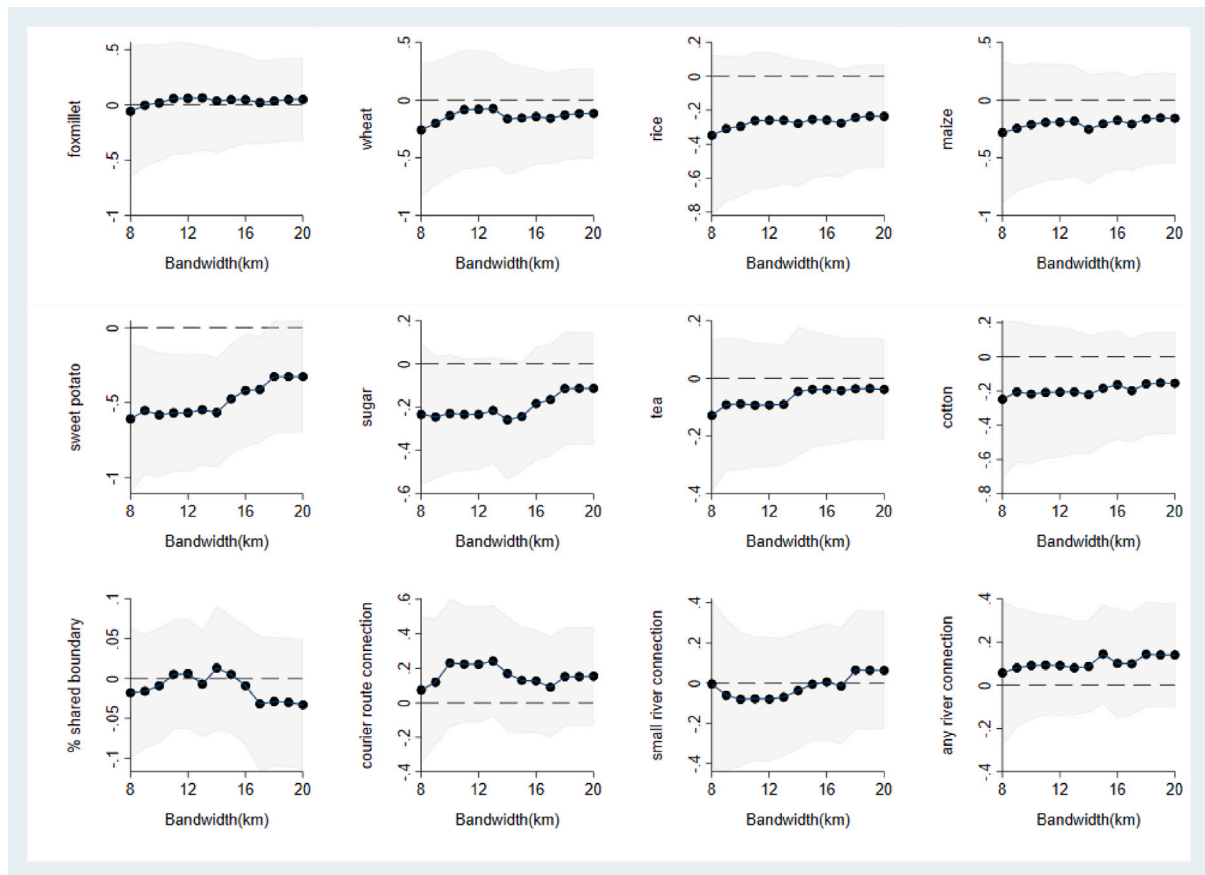 foxmillet
.5
0
-.5
-1
8 12 16 20
Bandwidth(km)
wheat
.5
0
-.5
-1
8 12 16 20
Bandwidth(km)
rice
.2
0
-.2
-.4
-.6
-.8
8 12 16 20
Bandwidth(km)
maize
.5
0
-.5
-1
8 12 16 20
Bandwidth(km)
sweet potato
0
-.5
-1
8 12 16 20
Bandwidth(km)
sugar
.2
0
-.2
-.4
-.6
8 12 16 20
Bandwidth(km)
tea
.2
0
-.2
-.4
8 12 16 20
Bandwidth(km)
cotton
.2
0
-.2
-.4
-.6
-.8
8 12 16 20
Bandwidth(km)
% shared boundary
.1
.05
0
-.05
-.1
8 12 16 20
Bandwidth(km)
courier route connection
.6
.4
.2
0
-.2
-.4
8 12 16 20
Bandwidth(km)
small river connection
.4
.2
0
-.2
-.4
8 12 16 20
Bandwidth(km)
any river connection
.4
.2
0
-.2
-.4
8 12 16 20
Bandwidth(km)